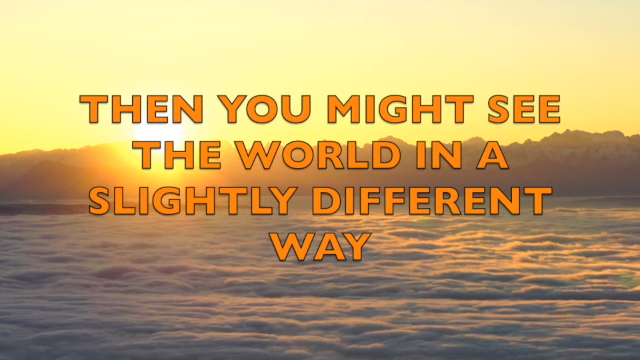 THEN YOU MIGHT SEE
THE WORLD IN A
SLIGHTLY DIFFERENT
WAY